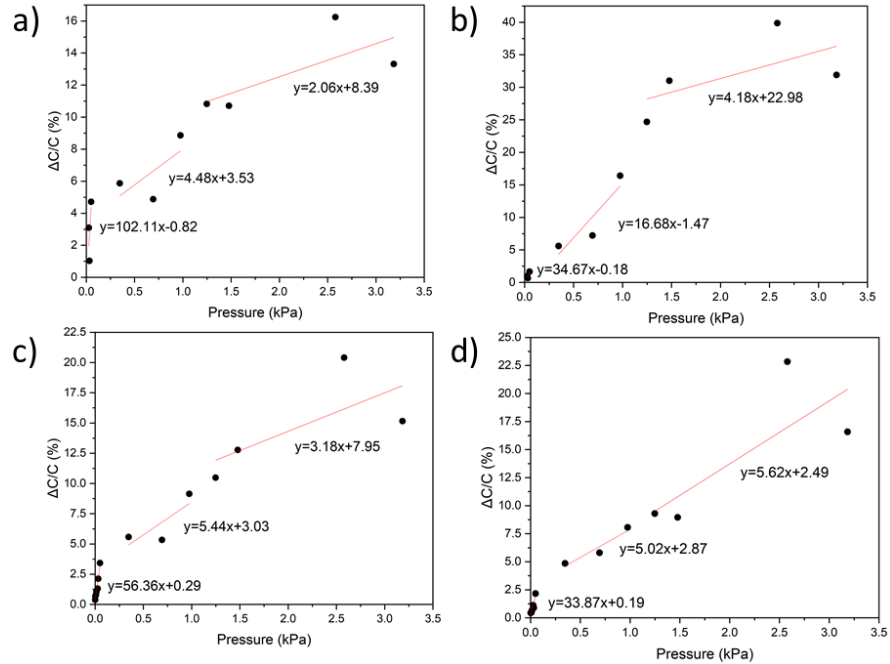 a)
16
14
12
10
8
6
4
2
0
0.0 0.5 1.0 1.5 2.0 2.5 3.0 3.5
ΔC/C (%)
Pressure (kPa)
y=2.06x+8.39
y=4.48x+3.53
y=102.11x-0.82
b)
40
35
30
25
20
15
10
5
0
0.0 0.5 1.0 1.5 2.0 2.5 3.0 3.5
ΔC/C (%)
Pressure (kPa)
y=4.18x+22.98
y=16.68x-1.47
y=34.67x-0.18
c)
22.5
20.0
17.5
15.0
12.5
10.0
7.5
5.0
2.5
0.0
0.0 0.5 1.0 1.5 2.0 2.5 3.0 3.5
ΔC/C (%)
Pressure (kPa)
y=3.18x+7.95
y=5.44x+3.03
y=56.36x+0.29
d)
25.0
22.5
20.0
17.5
15.0
12.5
10.0
7.5
5.0
2.5
0.0
0.0 0.5 1.0 1.5 2.0 2.5 3.0 3.5
ΔC/C (%)
Pressure (kPa)
y=5.62x+2.49
y=5.02x+2.87
y=33.87x+0.19